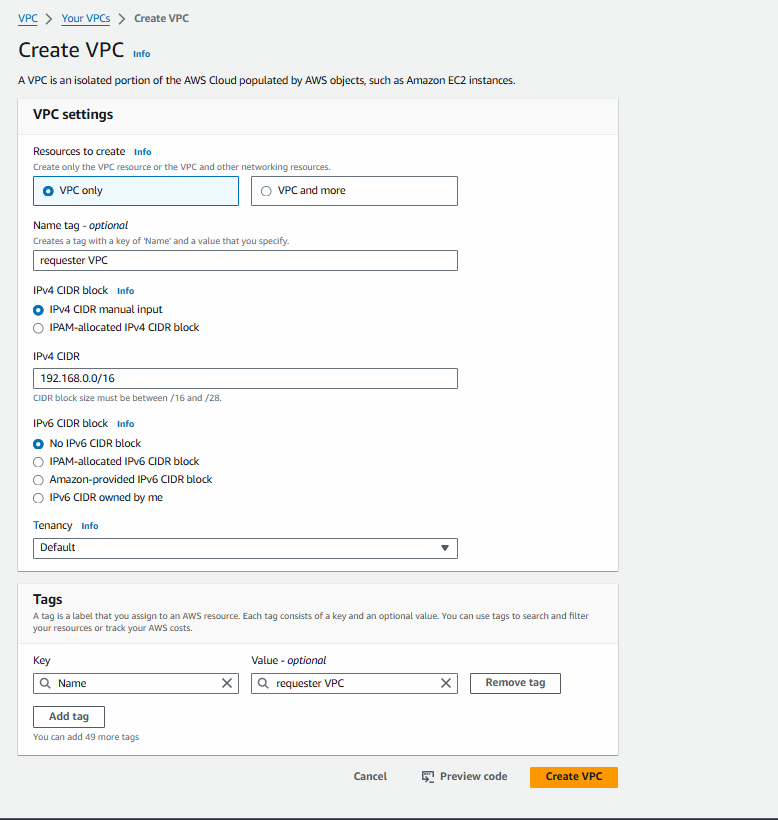 VPC > Your VPCs > Create VPC
Create VPC Info
A VPC is an isolated portion of the AWS Cloud populated by AWS objects, such as Amazon EC2 instances.
VPC settings
Resources to create Info
Create only the VPC resource or the VPC and other networking resources.
VPC only
VPC and more
Name tag - optional
Creates a tag with a key of 'Name' and a value that you specify.
requester VPC
IPv4 CIDR block Info
IPv4 CIDR manual input
IPAM-allocated IPv4 CIDR block
IPv4 CIDR
192.168.0.0/16
CIDR block size must be between /16 and /28.
IPv6 CIDR block Info
No IPv6 CIDR block
IPAM-allocated IPv6 CIDR block
Amazon-provided IPv6 CIDR block
IPv6 CIDR owned by me
Tenancy Info
Default
Tags
A tag is a label that you assign to an AWS resource. Each tag consists of a key and an optional value. You can use tags to search and filter
your resources or track your AWS costs.
Key
Value - optional
Name
requester VPC
Remove tag
Add tag
You can add 49 more tags
Cancel
Preview code
Create VPC